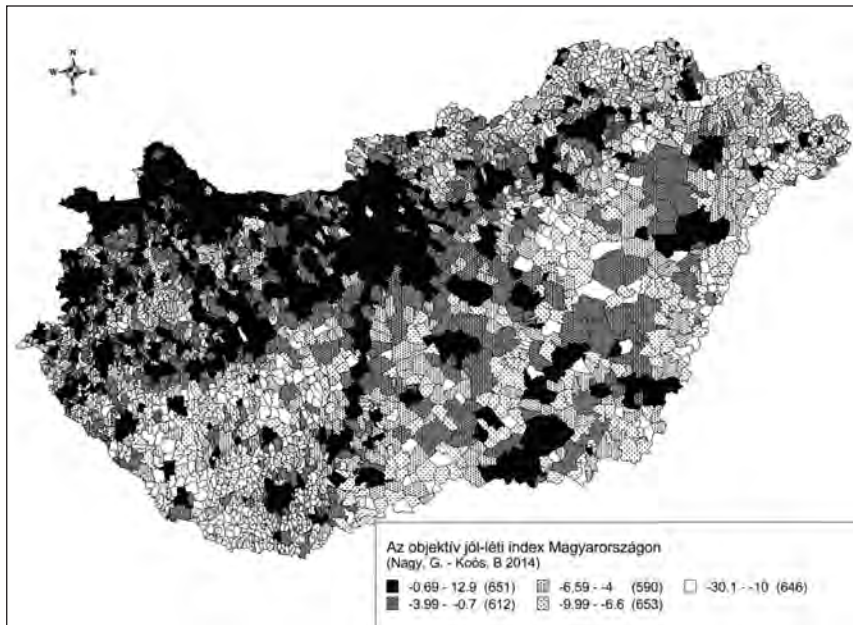 N
W E
S
Az objektív jól-léti index Magyarországon
(Nagy, G. - Koós, B 2014)
-0.69 - 12.9 (651) -6,59 - -4 (590) -30.1 - -10 (646)
-3.99 - -0.7 (612) -9.99 - -6.6 (653)